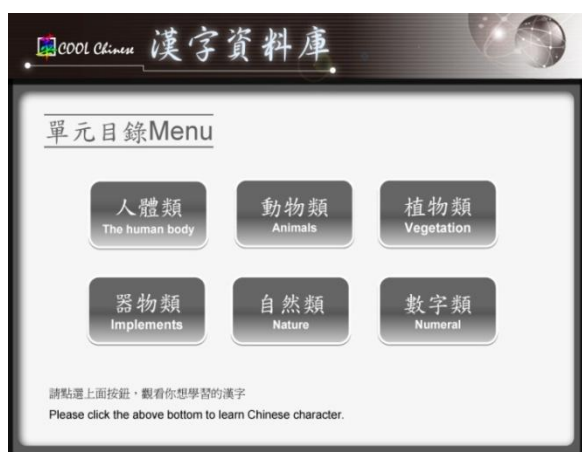 COOL Chinese 漢字資料庫
單元目錄Menu
人體類
The human body
動物類
Animals
植物類
Vegetation
器物類
Implements
自然類
Nature
數字類
Numeral
請點選上面按鈕，觀看你想學習的漢字
Please click the above bottom to learn Chinese character.